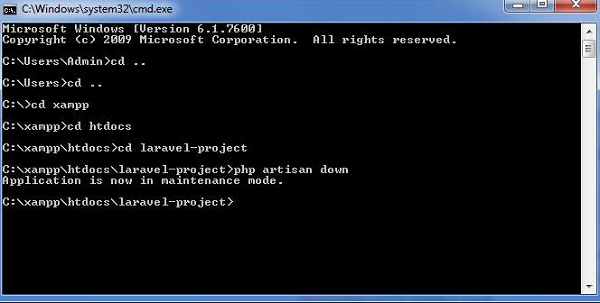 C:\Windows\system32\cmd.exe
Microsoft Windows [Version 6.1.7600]
Copyright (c) 2009 Microsoft Corporation.  All rights reserved.
C:\Users\Admin>cd ..
C:\Users>cd ..
C:\>cd xampp
C:\xampp>cd htdocs
C:\xampp\htdocs>cd laravel-project
C:\xampp\htdocs\laravel-project>php artisan down
Application is now in maintenance mode.
C:\xampp\htdocs\laravel-project>